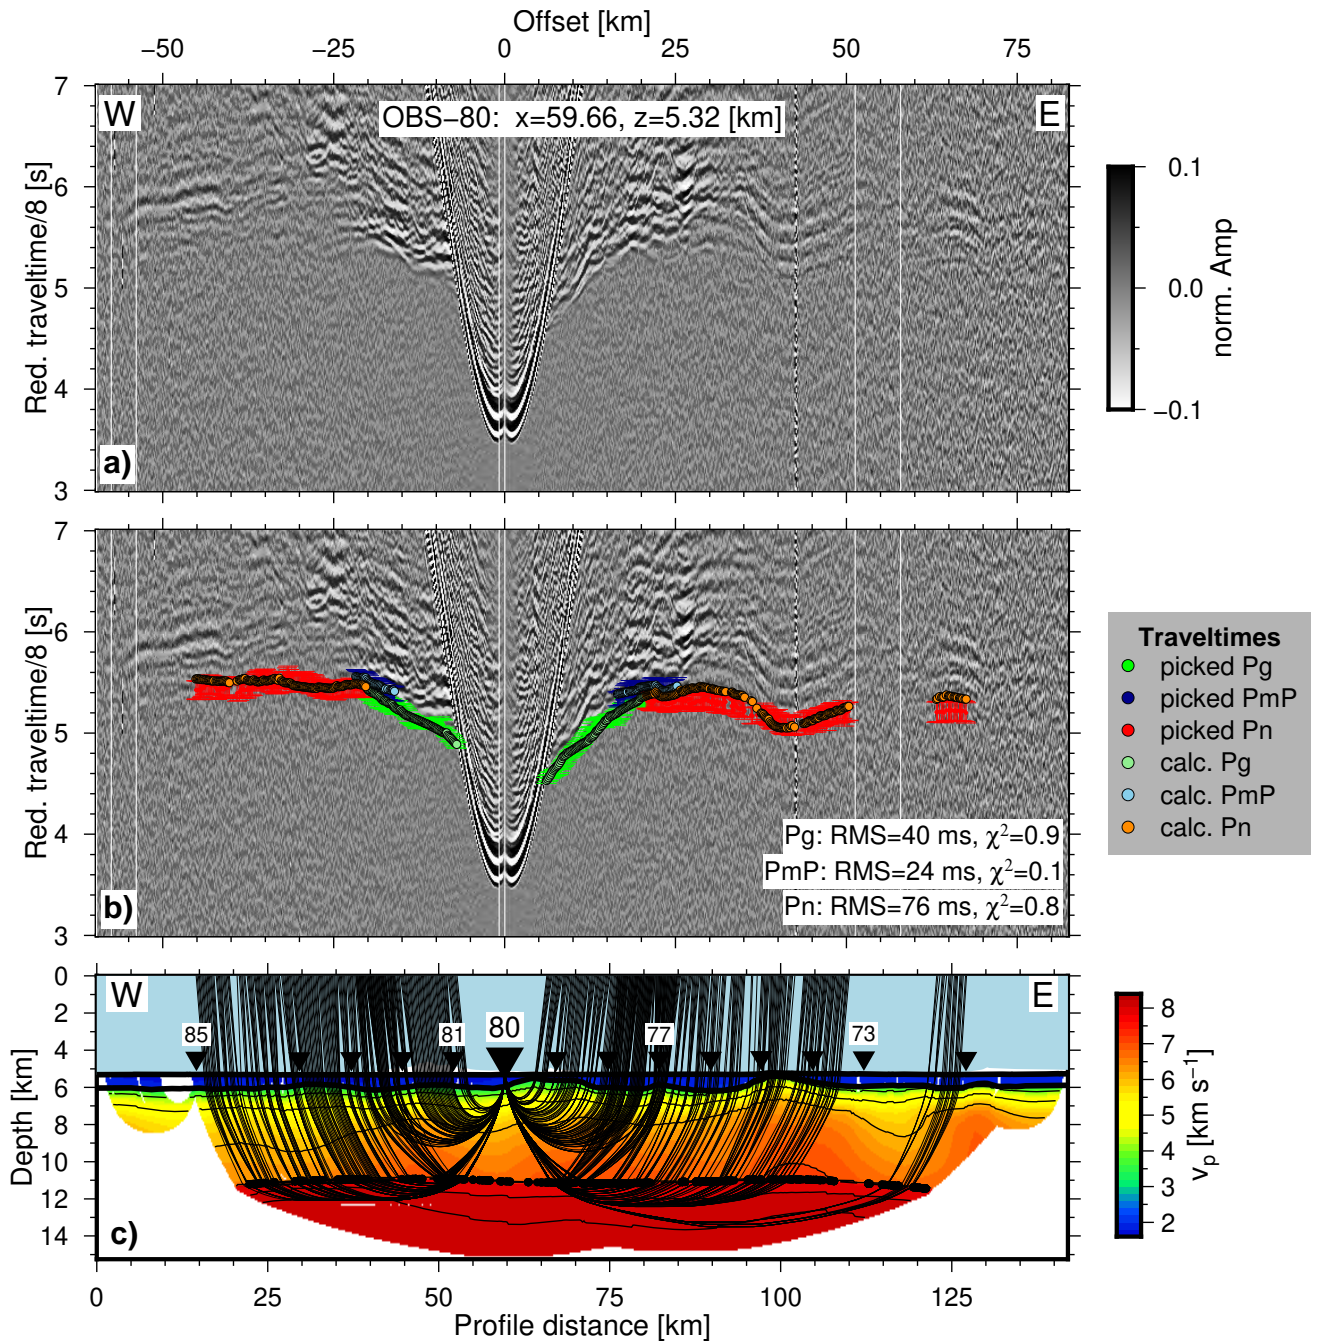 Offset [km]
−50 −25 0 25 50 75
W
OBS−80: x=59.66, z=5.32 [km]
E
7
6
5
4
3
Red. traveltime/8 [s]
a)
0.1
0.0
−0.1
norm. Amp
7
6
5
4
3
Red. traveltime/8 [s]
b)
Pg: RMS=40 ms, χ²=0.9
PmP: RMS=24 ms, χ²=0.1
Pn: RMS=76 ms, χ²=0.8
Traveltimes
picked Pg
picked PmP
picked Pn
calc. Pg
calc. PmP
calc. Pn
W
E
85 81 80 77 73
0
2
4
6
8
10
12
14
Depth [km]
c)
8
7
6
5
4
3
2
vₚ [km s⁻¹]
0 25 50 75 100 125
Profile distance [km]